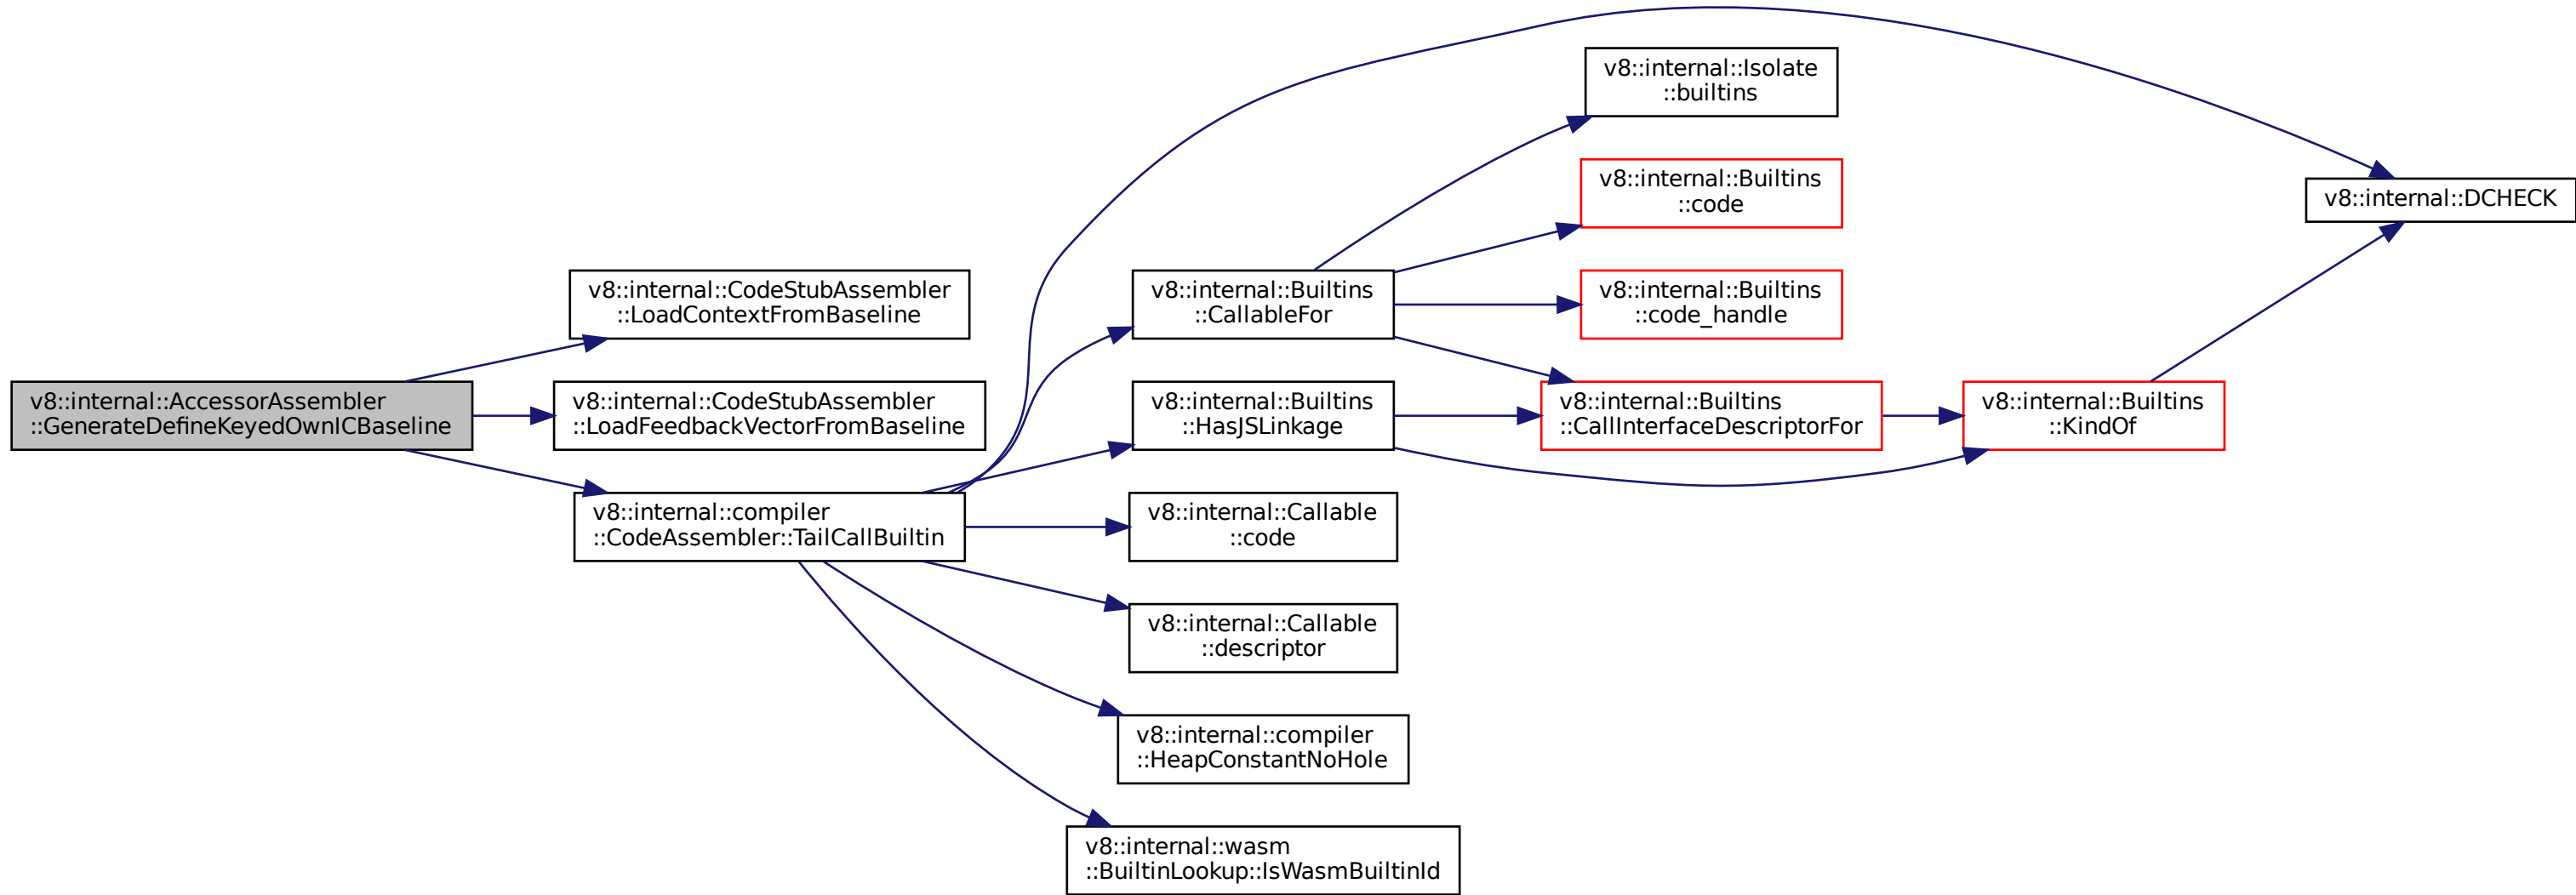 v8::internal::AccessorAssembler
::GenerateDefineKeyedOwnICBaseline
v8::internal::CodeStubAssembler
::LoadContextFromBaseline
v8::internal::CodeStubAssembler
::LoadFeedbackVectorFromBaseline
v8::internal::compiler
::CodeAssembler::TailCallBuiltin
v8::internal::Builtins
::CallableFor
v8::internal::Builtins
::HasJSLinkage
v8::internal::Callable
::code
v8::internal::Callable
::descriptor
v8::internal::compiler
::HeapConstantNoHole
v8::internal::wasm
::BuiltinLookup::IsWasmBuiltinId
v8::internal::Isolate
::builtins
v8::internal::Builtins
::code
v8::internal::Builtins
::code_handle
v8::internal::Builtins
::CallInterfaceDescriptorFor
v8::internal::Builtins
::KindOf
v8::internal::DCHECK